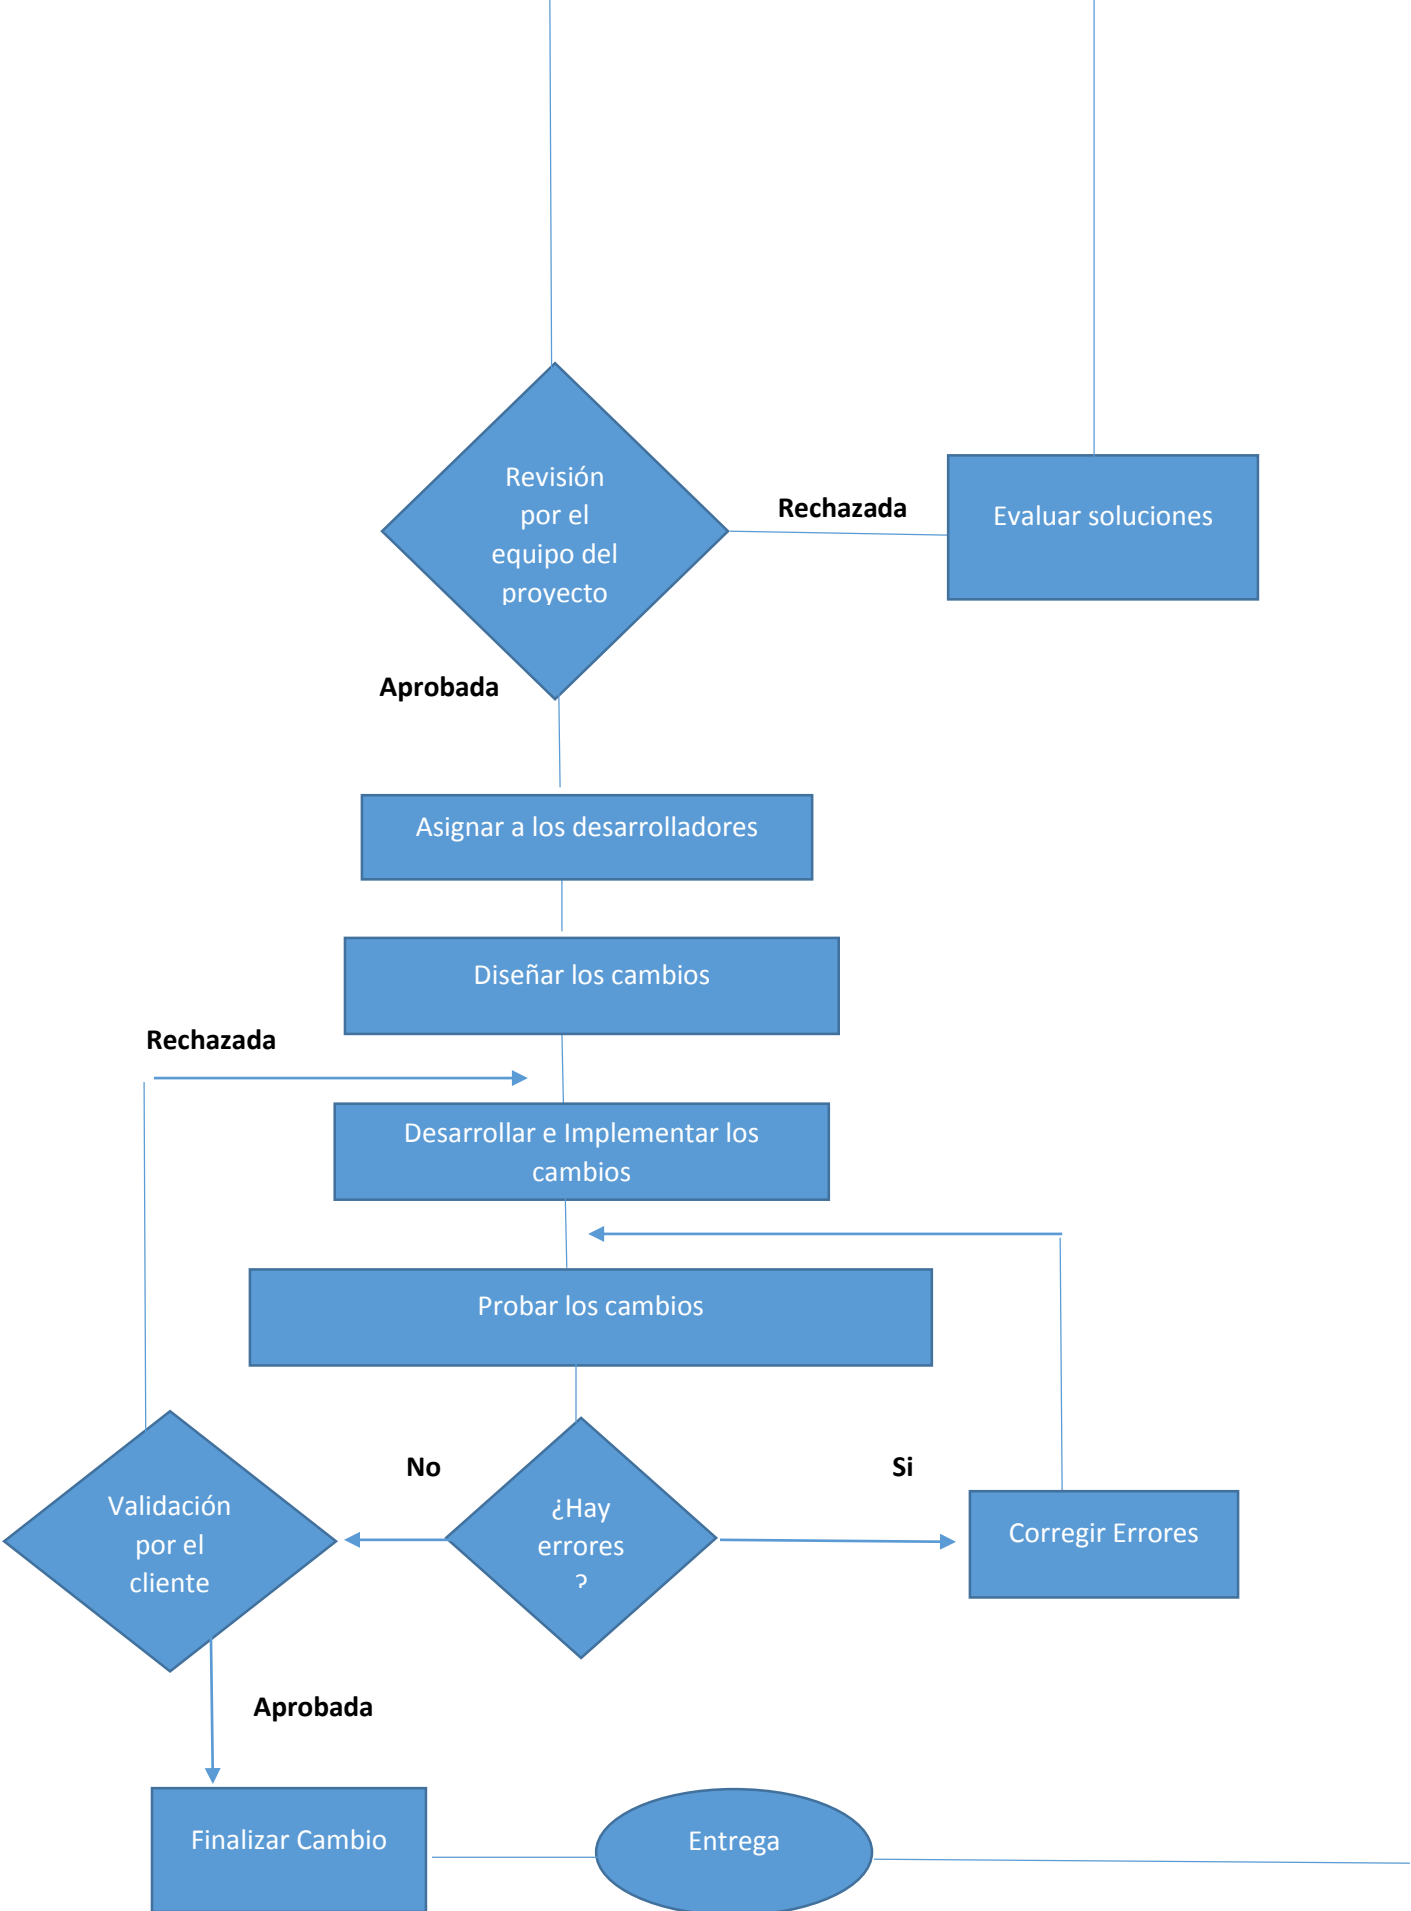 Revisión
por el
equipo del
proyecto
Rechazada
Evaluar soluciones
Aprobada
Asignar a los desarrolladores
Diseñar los cambios
Rechazada
Desarrollar e Implementar los
cambios
Probar los cambios
Validación
por el
cliente
No
¿Hay
errores
?
Si
Corregir Errores
Aprobada
Finalizar Cambio
Entrega